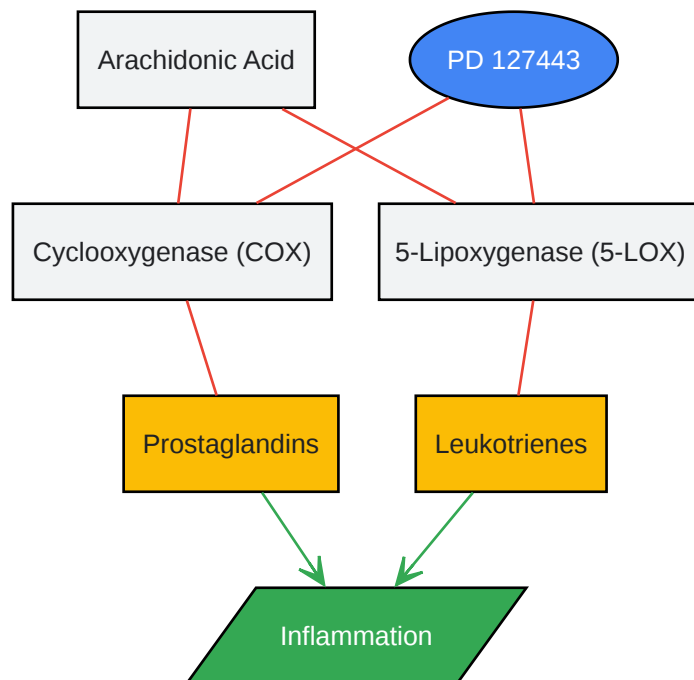 Arachidonic Acid
PD 127443
Cyclooxygenase (COX)
5-Lipoxygenase (5-LOX)
Prostaglandins
Leukotrienes
Inflammation